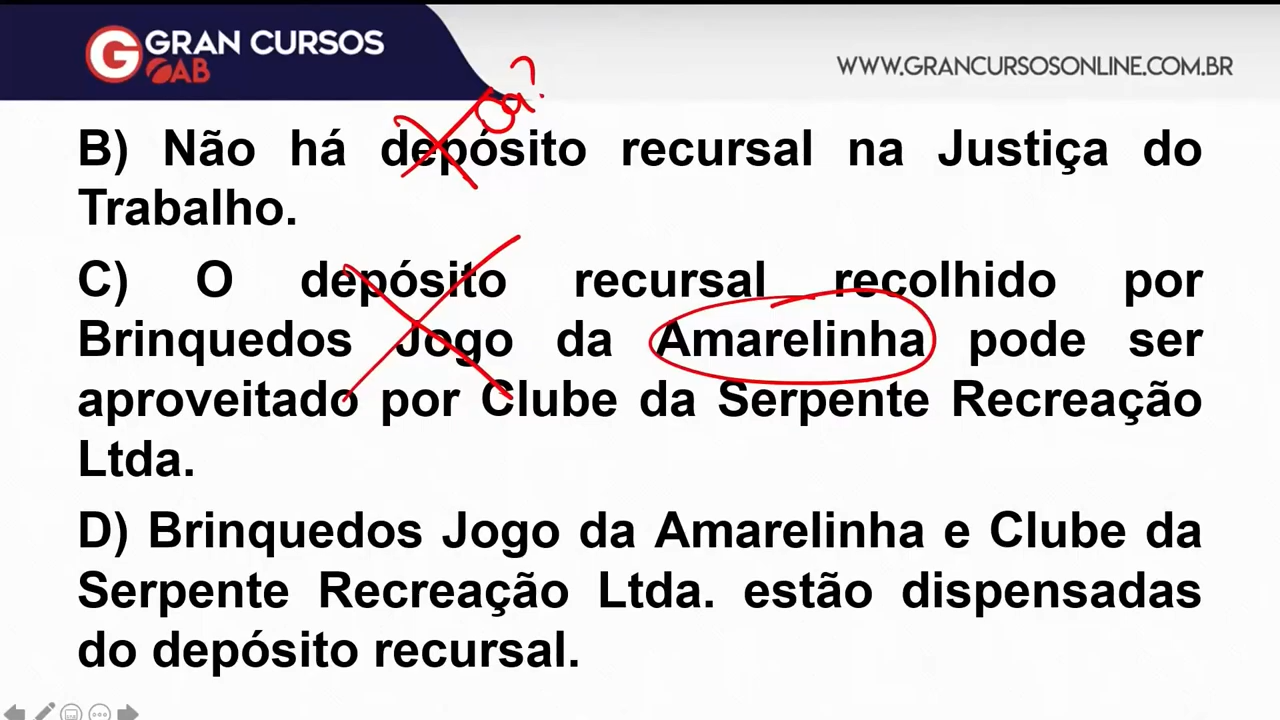 GRAN CURSOS
OAB
WWW.GRANCURSOSONLINE.COM.BR
B) Não há depósito recursal na Justiça do
Trabalho.
C) O depósito recursal recolhido por
Brinquedos Jogo da Amarelinha pode ser
aproveitado por Clube da Serpente Recreação
Ltda.
D) Brinquedos Jogo da Amarelinha e Clube da
Serpente Recreação Ltda. estão dispensadas
do depósito recursal.